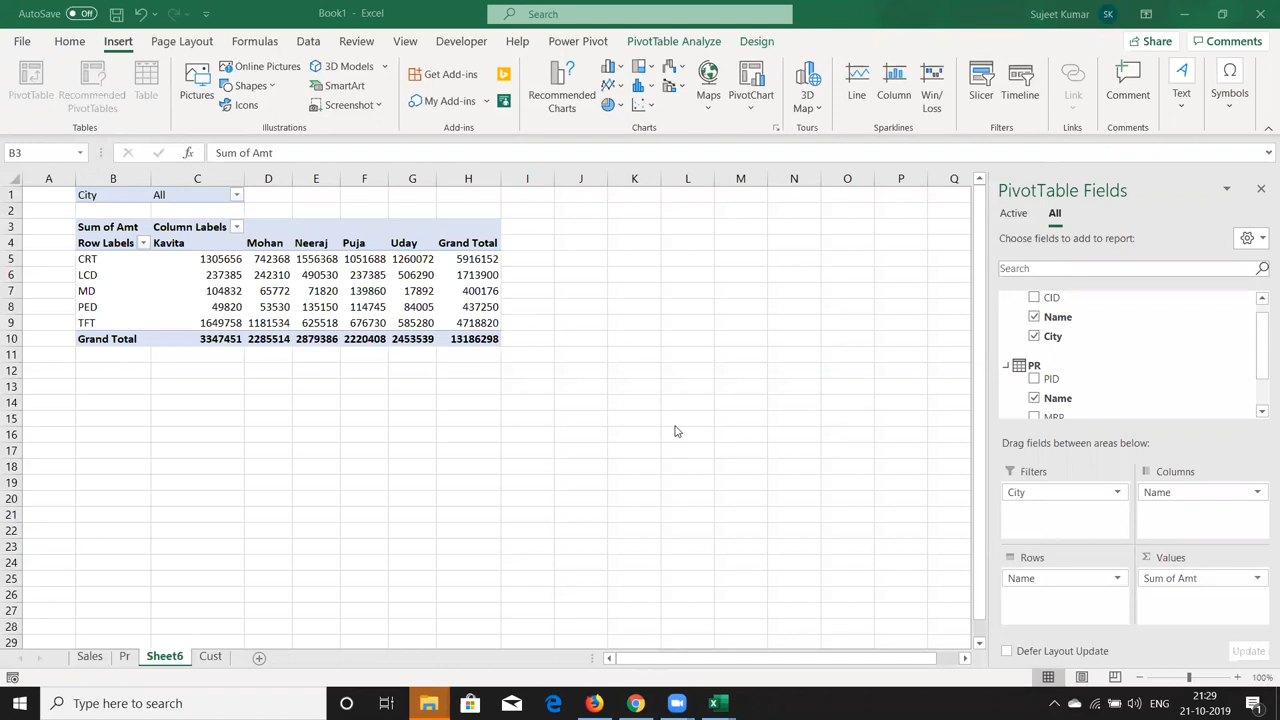 AutoSave Off Book1 - Excel Search Sujeet Kumar SK
File Home Insert Page Layout Formulas Data Review View Developer Help Power Pivot PivotTable Analyze Design Share Comments
PivotTable
Recommended PivotTables
Table
Tables
Pictures
Online Pictures
Shapes
Icons
3D Models
SmartArt
Screenshot
Illustrations
Get Add-ins
My Add-ins
Add-ins
Recommended Charts
Maps
PivotChart
Charts
3D Map
Tours
Line
Column
Win/Loss
Sparklines
Slicer
Timeline
Filters
Link
Links
Comment
Comments
Text
Symbols
B3 fx Sum of Amt
A B C D E F G H I J K L M N O P Q
1 City All
2
3 Sum of Amt Column Labels
4 Row Labels Kavita Mohan Neeraj Puja Uday Grand Total
5 CRT 1305656 742368 1556368 1051688 1260072 5916152
6 LCD 237385 242310 490530 237385 506290 1713900
7 MD 104832 65772 71820 139860 17892 400176
8 PED 49820 53530 135150 114745 84005 437250
9 TFT 1649758 1181534 625518 676730 585280 4718820
10 Grand Total 3347451 2285514 2879386 2220408 2453539 13186298
11
12
13
14
15
16
17
18
19
20
21
22
23
24
25
26
27
28
29
PivotTable Fields
Active All
Choose fields to add to report:
Search
CID
Name
City
PR
PID
Name
MRP
Drag fields between areas below:
Filters Columns
City Name
Rows Σ Values
Name Sum of Amt
Defer Layout Update Update
Sales Pr Sheet6 Cust
100%
Type here to search
ENG
21:29
21-10-2019